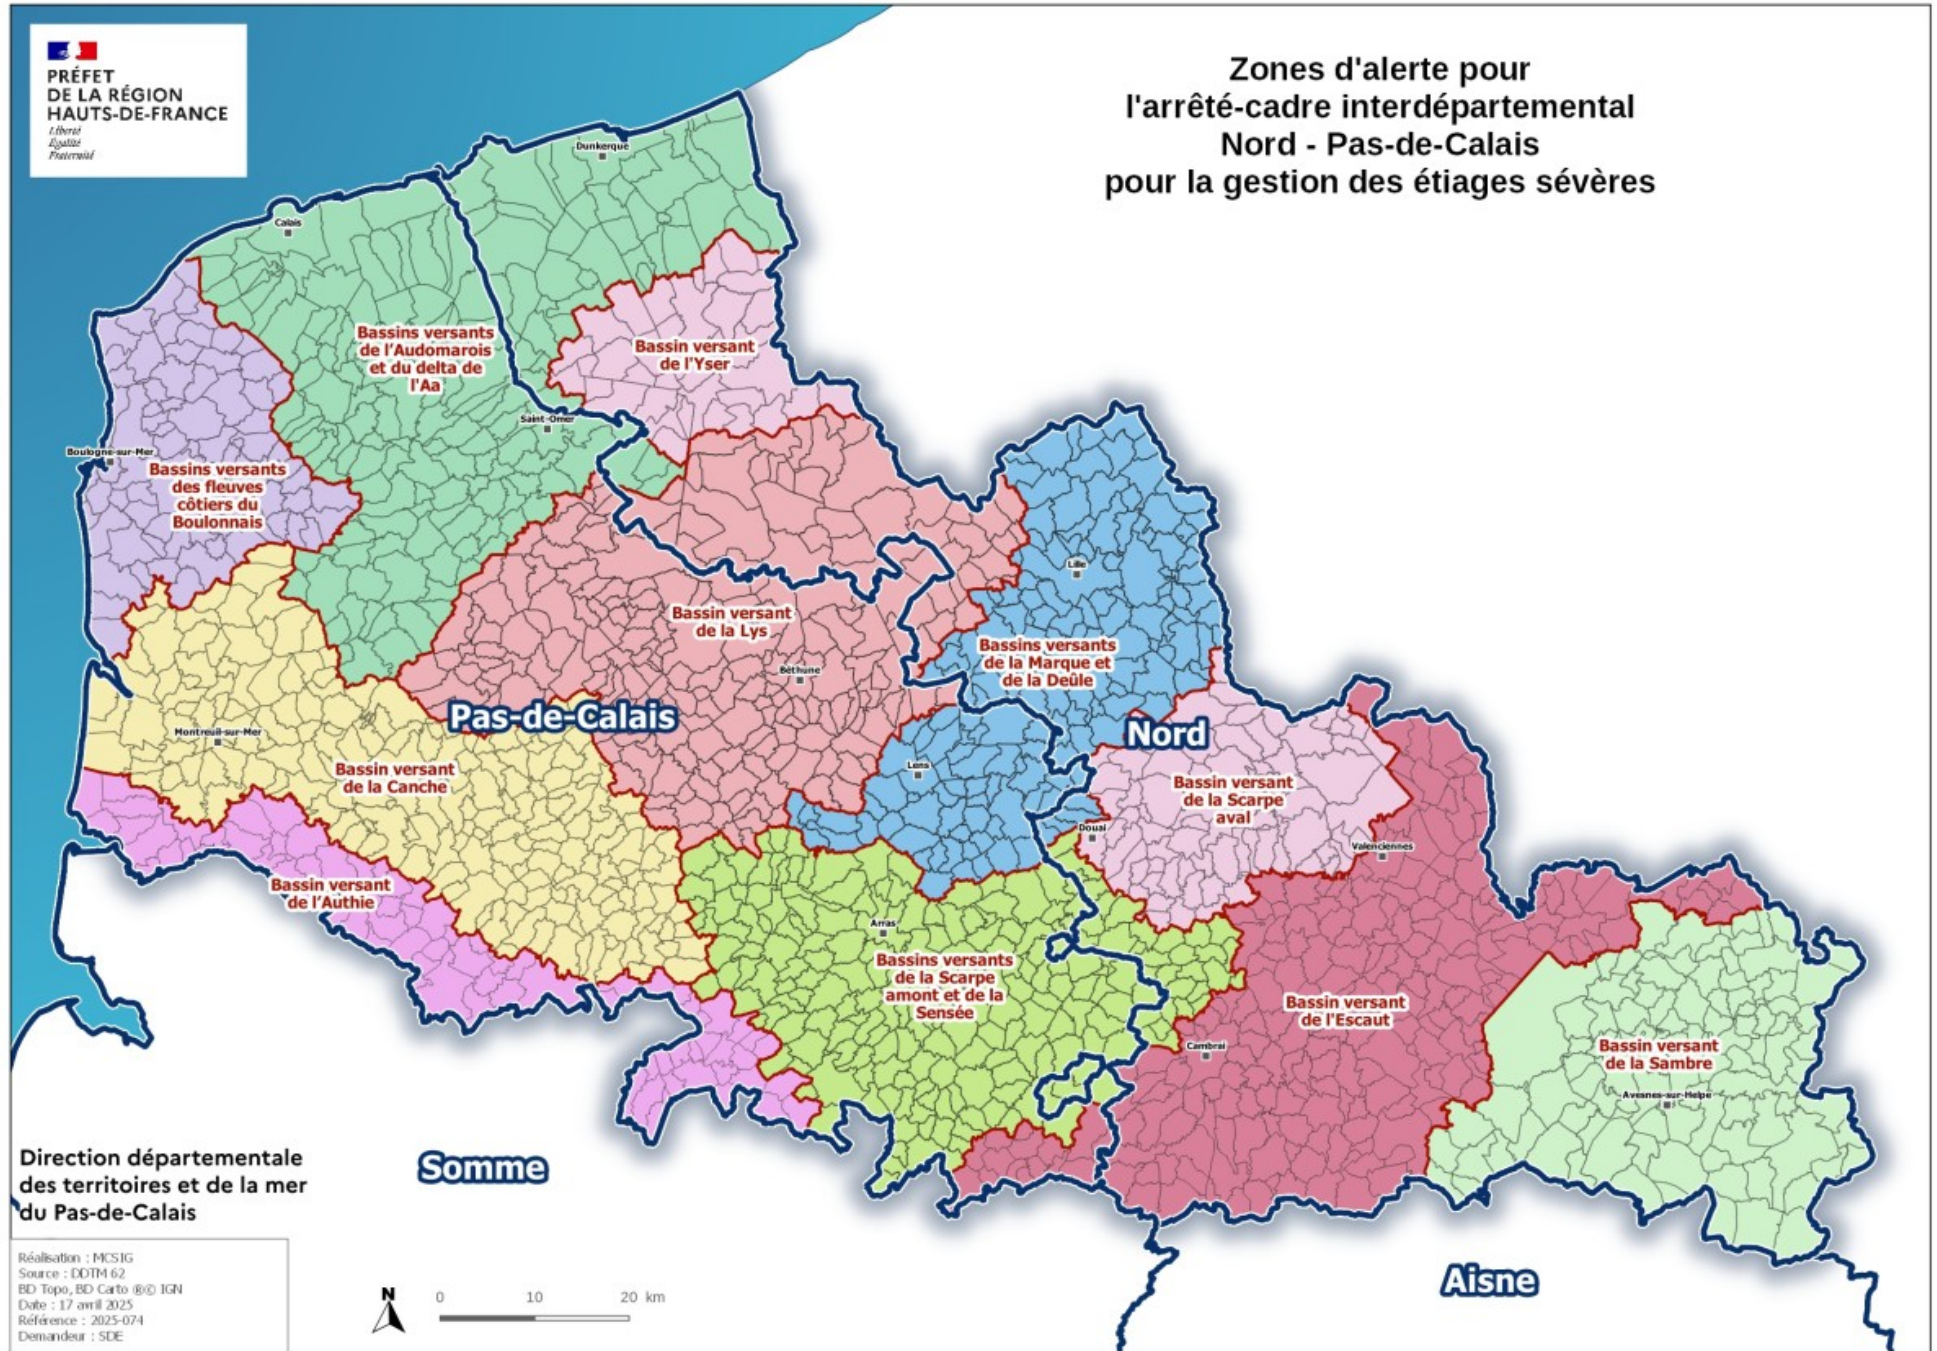 PRÉFET
DE LA RÉGION
HAUTS-DE-FRANCE
Liberté
Égalité
Fraternité
Zones d'alerte pour
l'arrêté-cadre interdépartemental
Nord - Pas-de-Calais
pour la gestion des étiages sévères
Dunkerque
Calais
Bassins versants
de l’Audomarois
et du delta de
l'Aa
Bassin versant
de l'Yser
Saint-Omer
Boulogne-sur-Mer
Bassins versants
des fleuves
côtiers du
Boulonnais
Lille
Bassin versant
de la Lys
Bassins versants
de la Marque et
de la Deûle
Béthune
Pas-de-Calais
Nord
Montreuil-sur-Mer
Bassin versant
de la Canche
Lens
Bassin versant
de la Scarpe
aval
Douai
Valenciennes
Bassin versant
de l’Authie
Arras
Bassins versants
de la Scarpe
amont et de la
Sensée
Bassin versant
de l'Escaut
Cambrai
Bassin versant
de la Sambre
Avesnes-sur-Helpe
Somme
Aisne
Direction départementale
des territoires et de la mer
du Pas-de-Calais
Réalisation : MCSIG
Source : DDTM 62
BD Topo, BD Carto ®© IGN
Date : 17 avril 2025
Référence : 2025-074
Demandeur : SDE
N
0 10 20 km